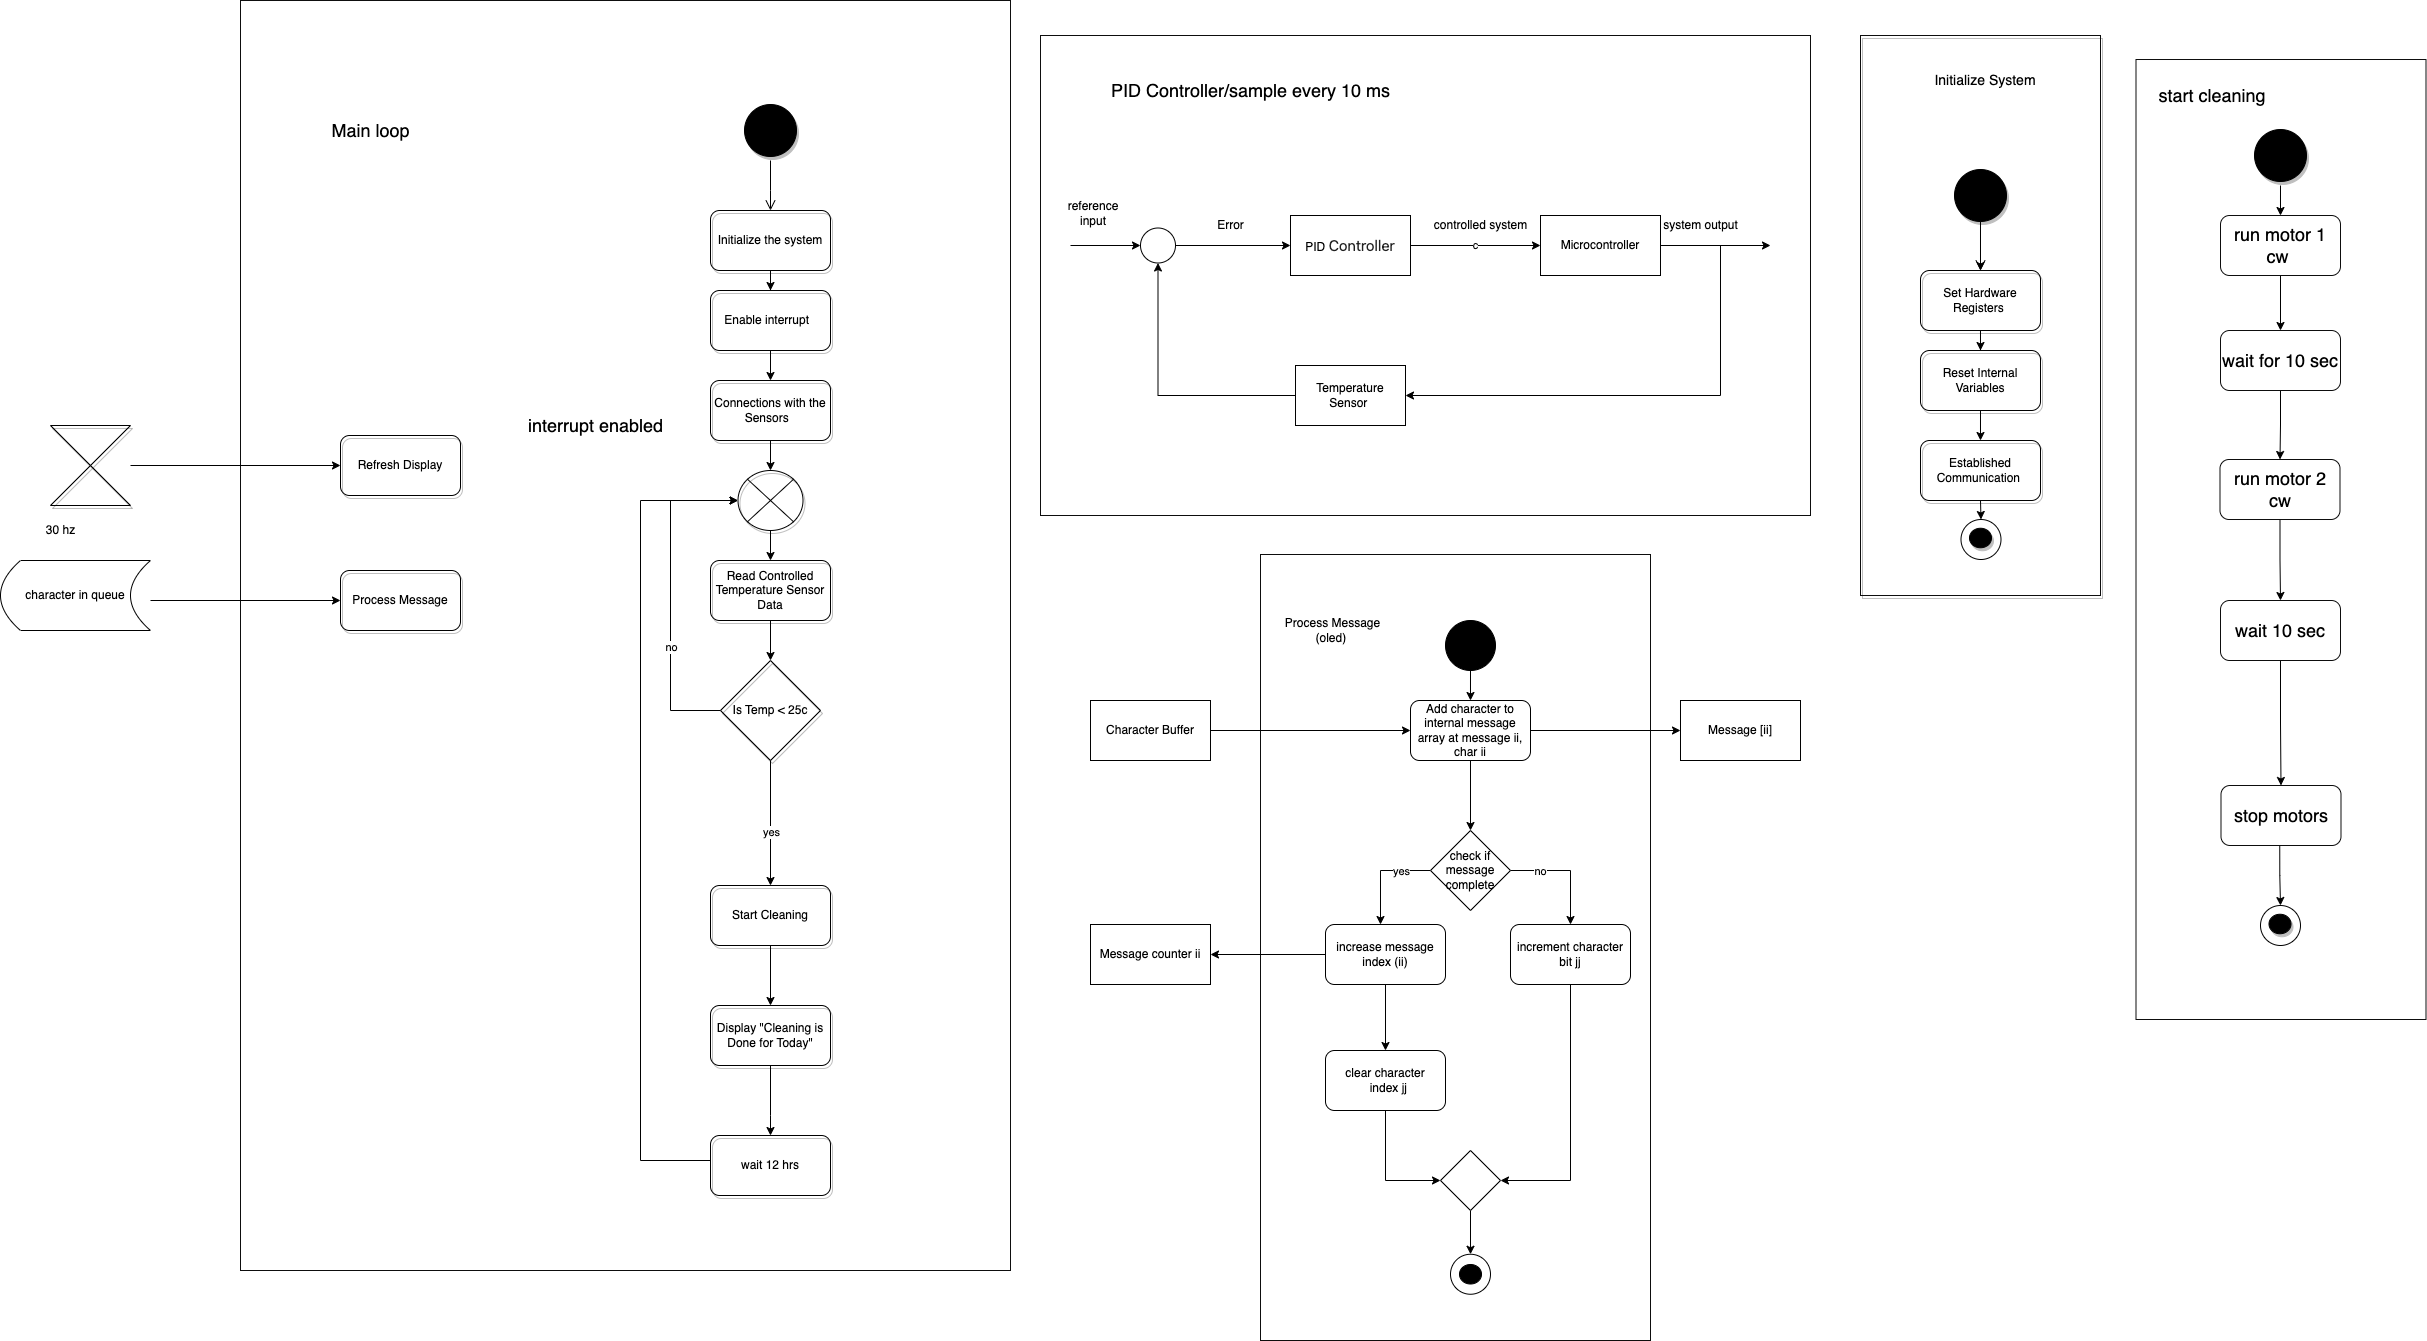 Main loop
Initialize the system
Enable interrupt
Connections with the
Sensors
interrupt enabled
Refresh Display
30 hz
character in queue
Process Message
Read Controlled
Temperature Sensor
Data
no
Is Temp < 25c
yes
Start Cleaning
Display "Cleaning is
Done for Today"
wait 12 hrs
PID Controller/sample every 10 ms
reference
input
Error
PID Controller
controlled system
c
Microcontroller
system output
Temperature
Sensor
Process Message
(oled)
Character Buffer
Add character to
internal message
array at message ii,
char ii
Message [ii]
check if
message
complete
yes
no
Message counter ii
increase message
index (ii)
increment character
bit jj
clear character
index jj
Initialize System
Set Hardware
Registers
Reset Internal
Variables
Established
Communication
start cleaning
run motor 1
cw
wait for 10 sec
run motor 2
cw
wait 10 sec
stop motors